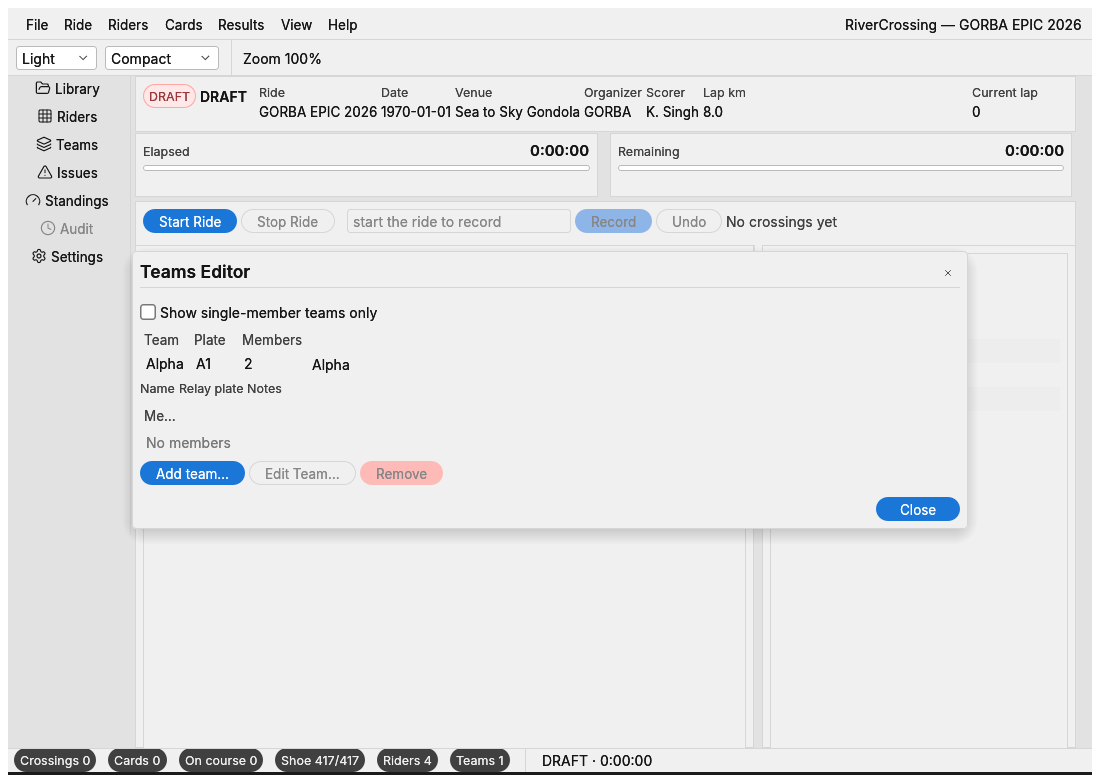 File Ride Riders Cards Results View Help RiverCrossing — GORBA EPIC 2026
Light Compact Zoom 100%
Library
Riders
Teams
Issues
Standings
Audit
Settings
DRAFT DRAFT
Ride Date Venue Organizer Scorer Lap km Current lap
GORBA EPIC 2026 1970-01-01 Sea to Sky Gondola GORBA K. Singh 8.0 0
Elapsed 0:00:00 Remaining 0:00:00
Start Ride Stop Ride start the ride to record Record Undo No crossings yet
Teams Editor ×
Show single-member teams only
Team Plate Members
Alpha A1 2 Alpha
Name Relay plate Notes
Me...
No members
Add team... Edit Team... Remove
Close
Crossings 0 Cards 0 On course 0 Shoe 417/417 Riders 4 Teams 1 DRAFT · 0:00:00